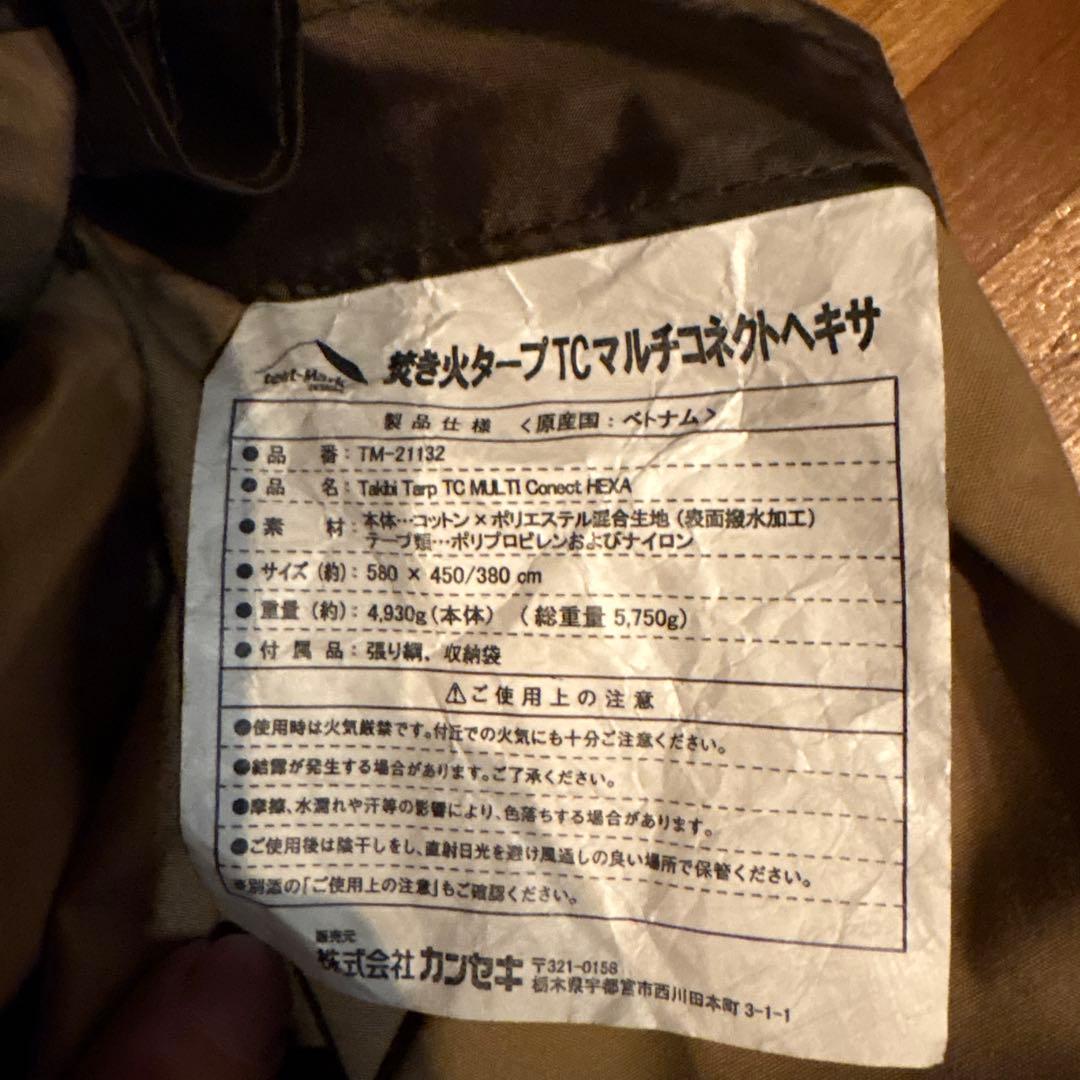 tent-Mark
DESIGNS
焚き火タープTCマルチコネクトヘキサ
製品仕様 <原産国:ベトナム>
●品 番:TM-21132
●品 名:Takibi Tarp TC MULTI Conect HEXA
●素 材:本体…コットン×ポリエステル混合生地(表面撥水加工)
テープ類…ポリプロピレンおよびナイロン
●サイズ(約):580 × 450/380 cm
●重量(約):4,930g(本体) (総重量 5,750g)
●付属品:張り綱、収納袋
⚠ご使用上の注意
●使用時は火気厳禁です。付近での火気にも十分ご注意ください。
●結露が発生する場合があります。ご了承ください。
●摩擦、水濡れや汗等の影響により、色落ちする場合があります。
●ご使用後は陰干しをし、直射日光を避け風通しの良い場所で保管ください。
※別添の「ご使用上の注意」もご確認ください。
販売元
株式会社カンセキ 〒321-0158
栃木県宇都宮市西川田本町 3-1-1